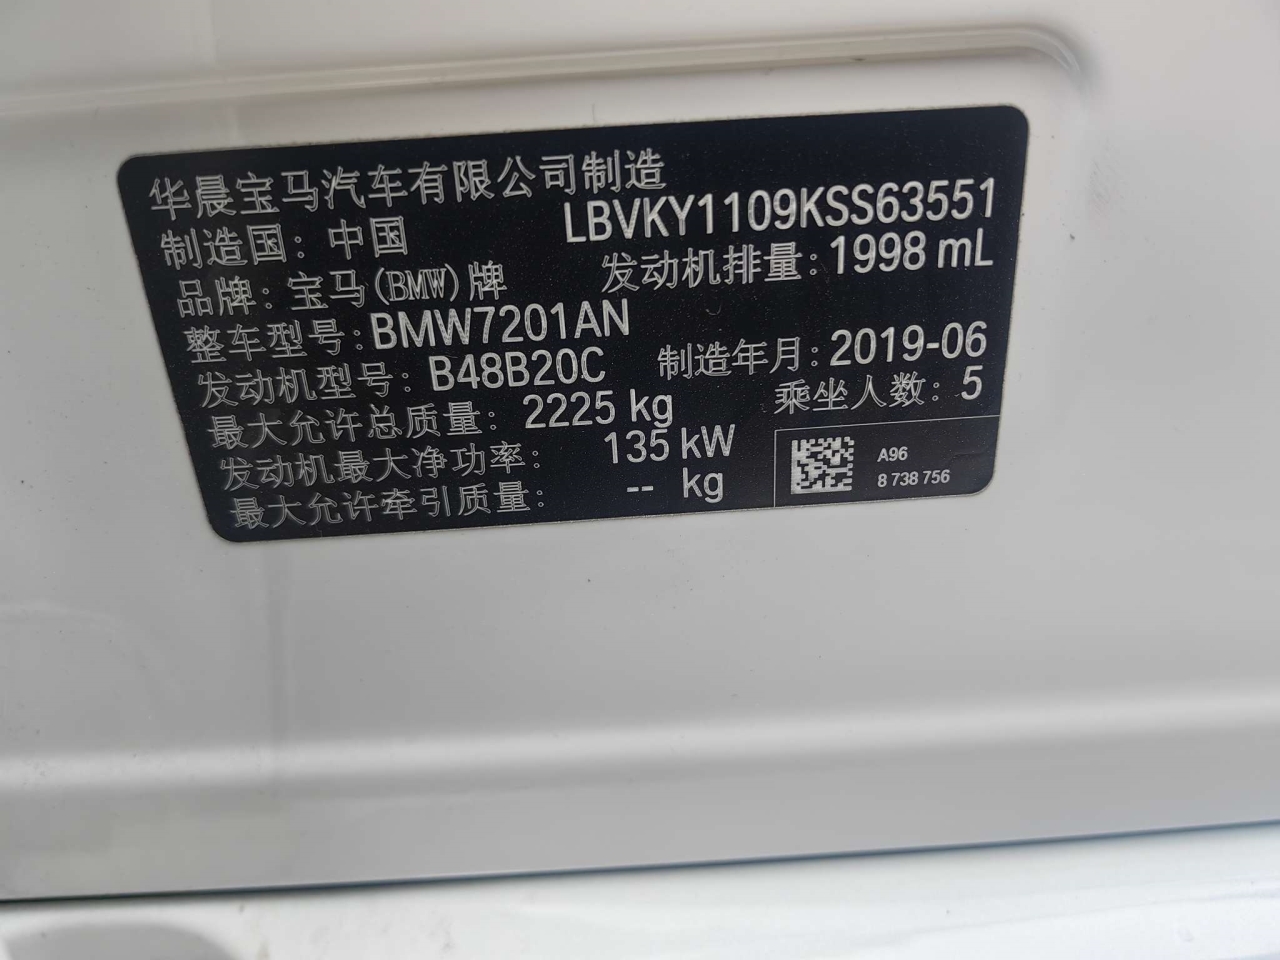 华晨宝马汽车有限公司制造
制造国：中国 LBVKY1109KSS63551
品牌：宝马(BMW)牌 发动机排量：1998 mL
整车型号：BMW7201AN
发动机型号：B48B20C 制造年月：2019-06
最大允许总质量：2225 kg 乘坐人数：5
发动机最大净功率：135 kW
最大允许牵引质量：-- kg
A96
8 738 756